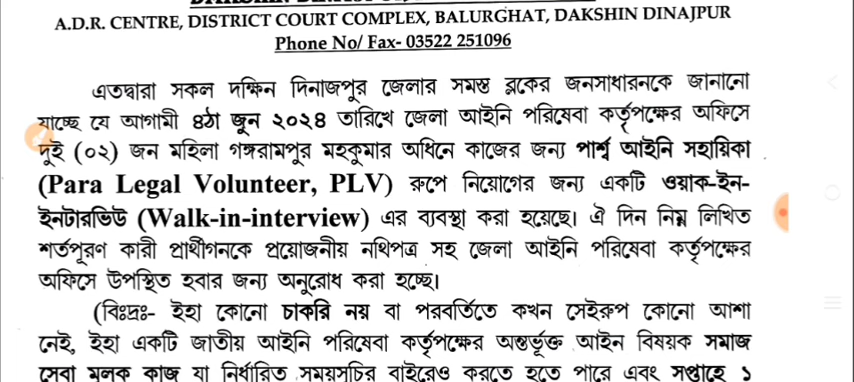 A.D.R. CENTRE, DISTRICT COURT COMPLEX, BALURGHAT, DAKSHIN DINAJPUR
Phone No/ Fax- 03522 251096
এতদ্বারা সকল দক্ষিন দিনাজপুর জেলার সমস্ত ব্লকের জনসাধারনকে জানানো
যাচ্ছে যে আগামী ৪ঠা জুন ২০২৪ তারিখে জেলা আইনি পরিষেবা কর্তৃপক্ষের অফিসে
দুই (০২) জন মহিলা গঙ্গরামপুর মহকুমার অধিনে কাজের জন্য পার্শ্ব আইনি সহায়িকা
(Para Legal Volunteer, PLV) রুপে নিয়োগের জন্য একটি ওয়াক-ইন-
ইনটারভিউ (Walk-in-interview) এর ব্যবস্থা করা হয়েছে। ঐ দিন নিম্ন লিখিত
শর্তপূরণ কারী প্রার্থীগনকে প্রয়োজনীয় নথিপত্র সহ জেলা আইনি পরিষেবা কর্তৃপক্ষের
অফিসে উপস্থিত হবার জন্য অনুরোধ করা হচ্ছে।
(বিঃদ্রঃ- ইহা কোনো চাকরি নয় বা পরবর্তিতে কখন সেইরুপ কোনো আশা
নেই, ইহা একটি জাতীয় আইনি পরিষেবা কর্তৃপক্ষের অন্তর্ভূক্ত আইন বিষয়ক সমাজ
সেবা মূলক কাজ যা নির্ধারিত সময়সূচির বাইরেও করতে হতে পারে এবং সপ্তাহে ১